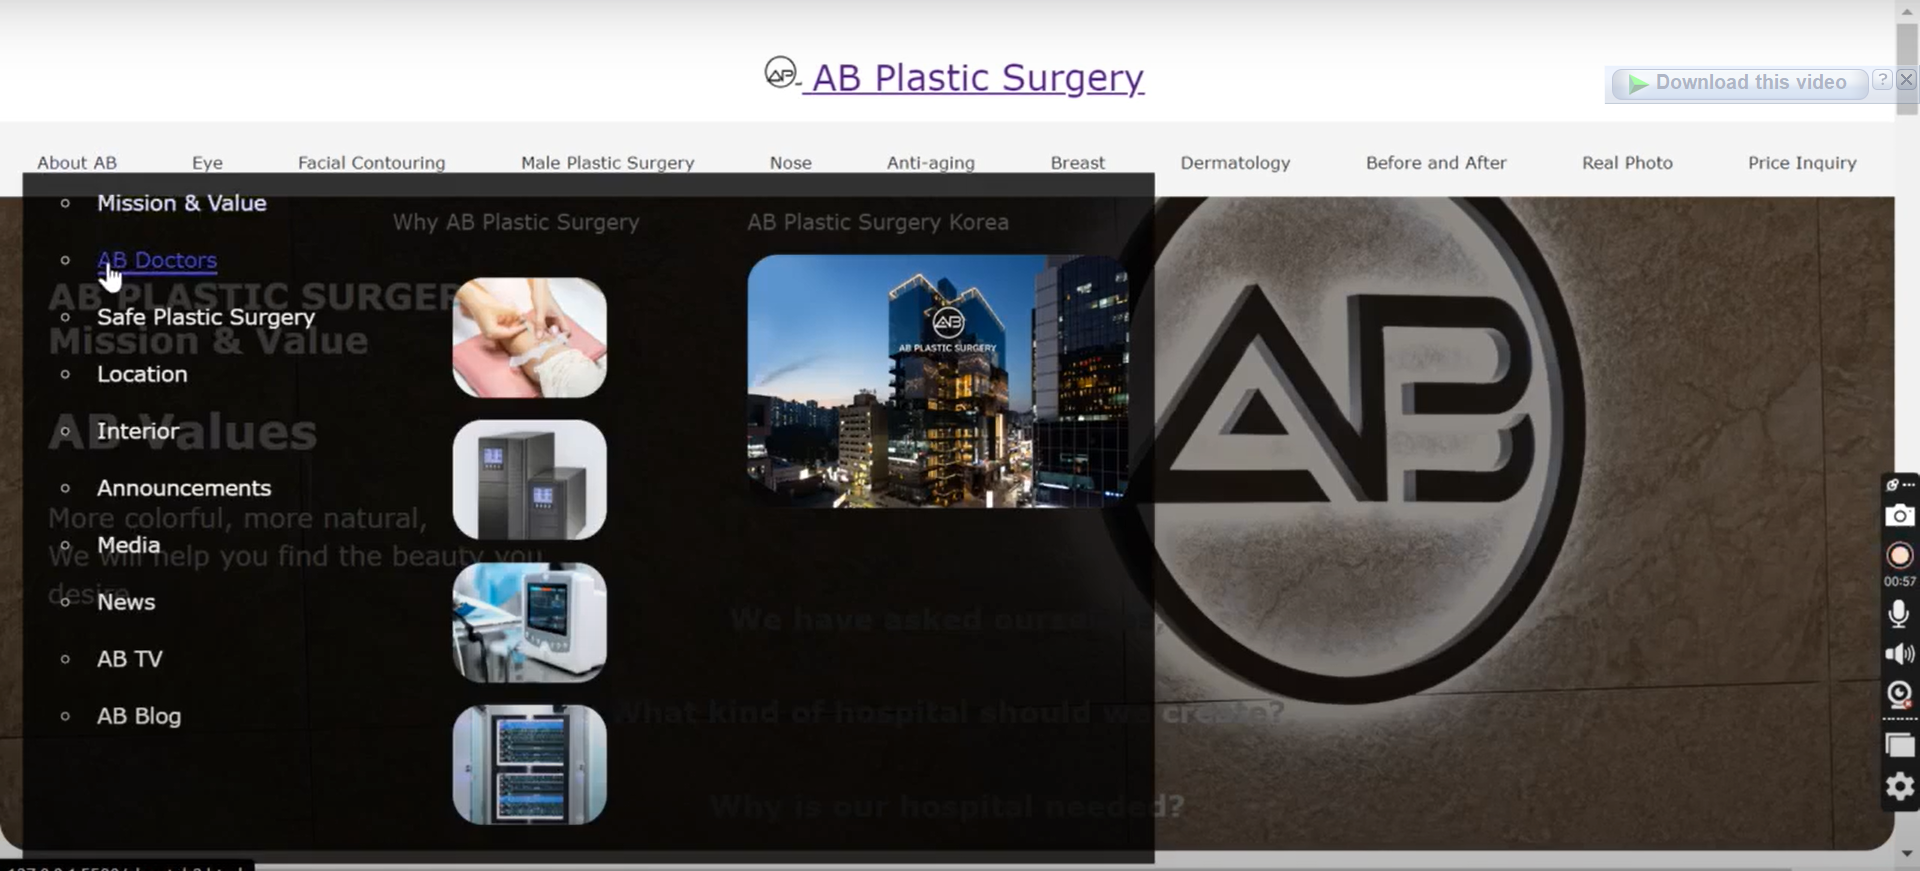 AB Plastic Surgery
Download this video ?
About AB Eye Facial Contouring Male Plastic Surgery Nose Anti-aging Breast Dermatology Before and After Real Photo Price Inquiry
Mission & Value
Why AB Plastic Surgery
AB Plastic Surgery Korea
AB Doctors
AB PLASTIC SURGER
Safe Plastic Surgery
Mission & Value
AB
AB PLASTIC SURGERY
Location
AB Values
Interior
AB
Announcements
More colorful, more natural,
Media
We will help you find the beauty you
desire
News
We have asked
AB TV
What kind of hospital should we create?
AB Blog
Why is our hospital needed?
00:57